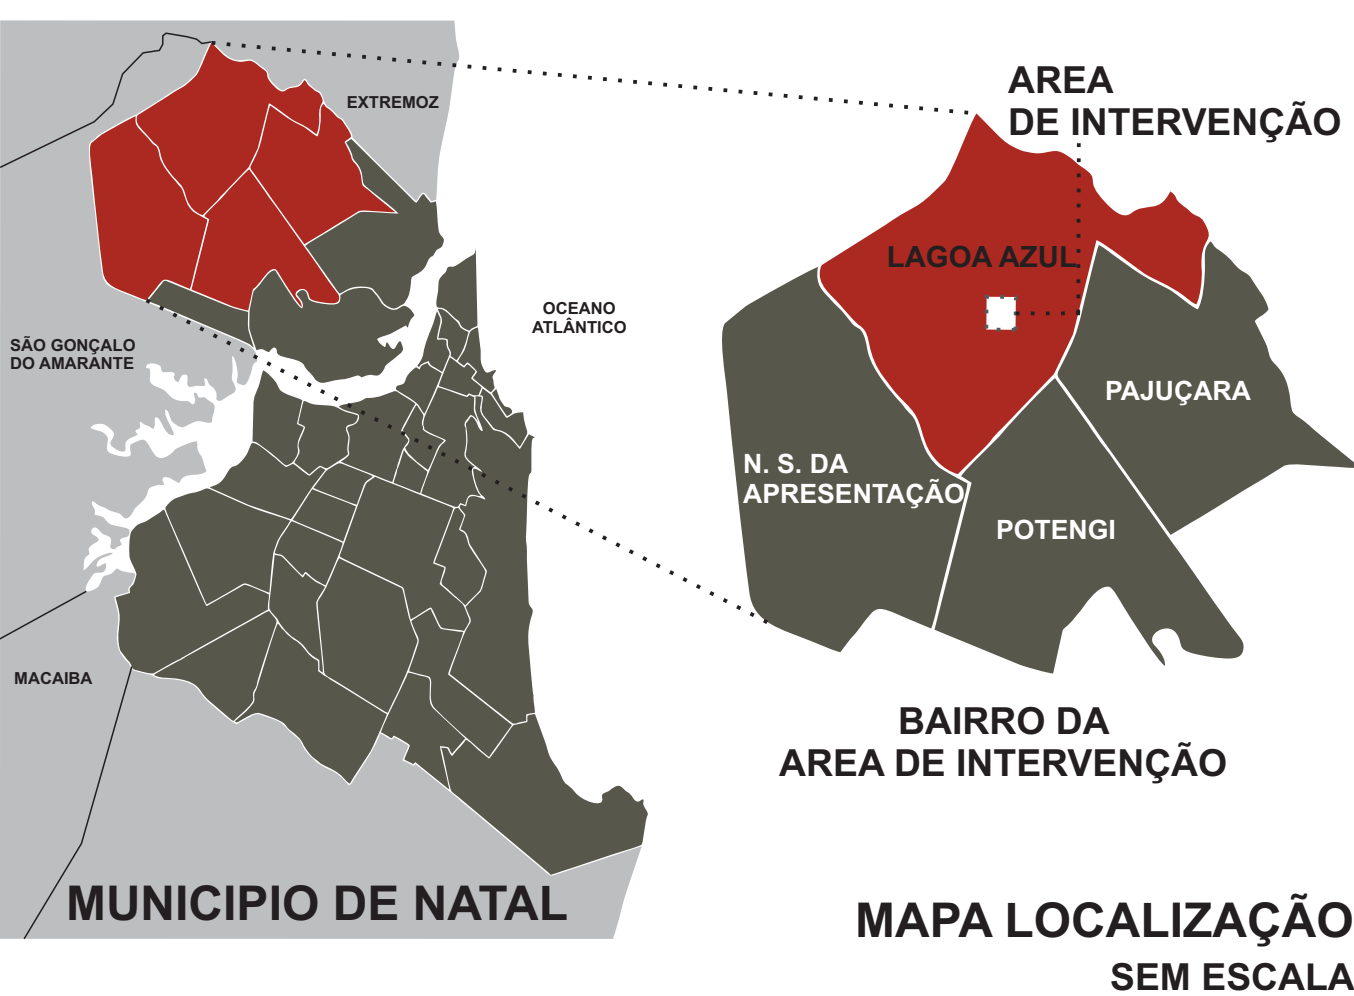 EXTREMOZ
OCEANO
ATLÂNTICO
SÃO GONÇALO
DO AMARANTE
MACAIBA
MUNICIPIO DE NATAL
AREA
DE INTERVENÇÃO
LAGOA AZUL
PAJUÇARA
N. S. DA
APRESENTAÇÃO
POTENGI
BAIRRO DA
AREA DE INTERVENÇÃO
MAPA LOCALIZAÇÃO
SEM ESCALA